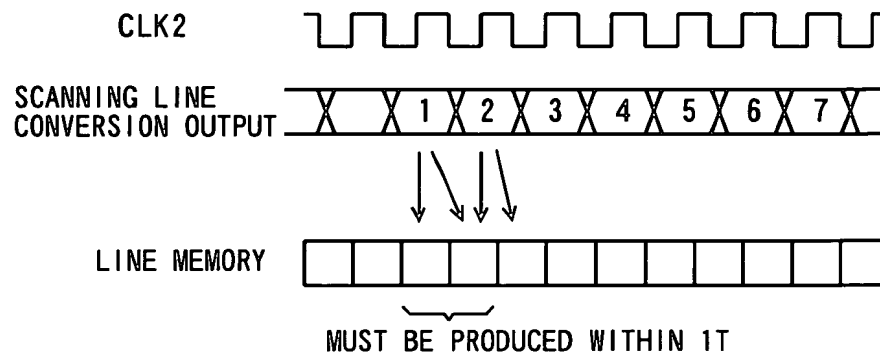 CLK2
SCANNING LINE
CONVERSION OUTPUT
1 2 3 4 5 6 7
LINE MEMORY
MUST BE PRODUCED WITHIN 1T